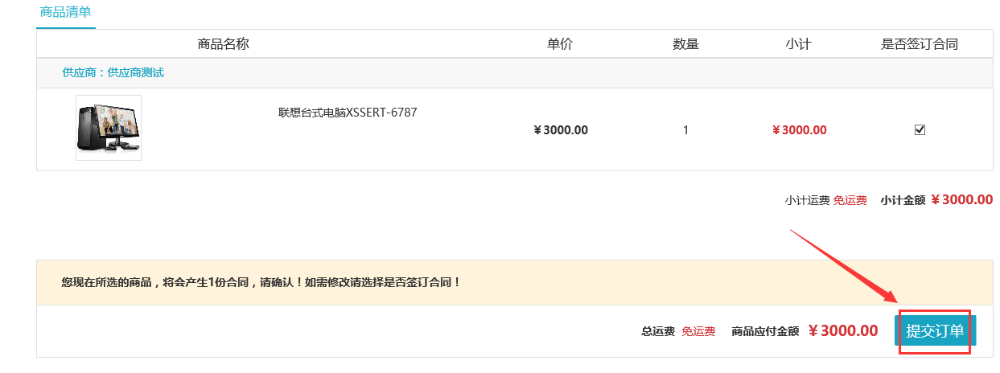 商品清单
商品名称 单价 数量 小计 是否签订合同
供应商：供应商测试
联想台式电脑XSSERT-6787
￥3000.00 1 ￥3000.00
小计运费 免运费 小计金额 ￥3000.00
您现在所选的商品，将会产生1份合同，请确认！如需修改请选择是否签订合同！
总运费 免运费 商品应付金额 ￥3000.00 提交订单